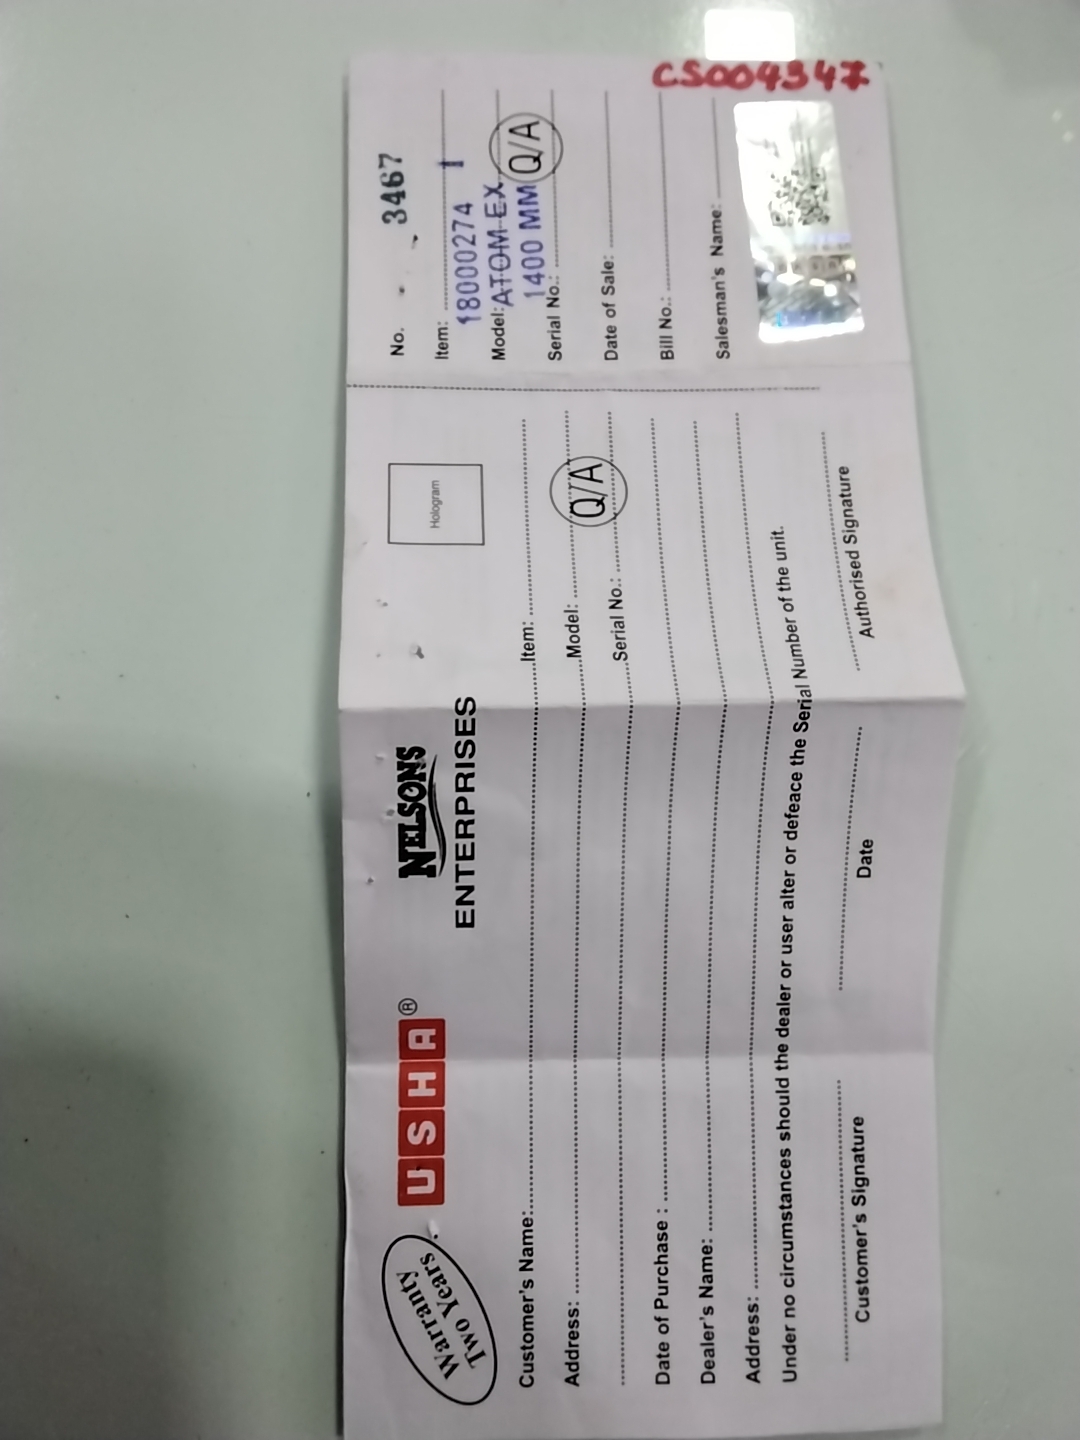 Warranty
Two Years
USHA®
NELSONS
ENTERPRISES
Hologram
Customer's Name:
Item:
Address:
Model:
Serial No.:
Q/A
Date of Purchase :
Dealer's Name:
Address:
Under no circumstances should the dealer or user alter or defeace the Serial Number of the unit.
Customer's Signature
Date
Authorised Signature
No. 3467
Item:
18000274 1
Model: ATOM EX
1400 MM
Q/A
Serial No.:
Date of Sale:
Bill No.:
Salesman's Name:
CS004347